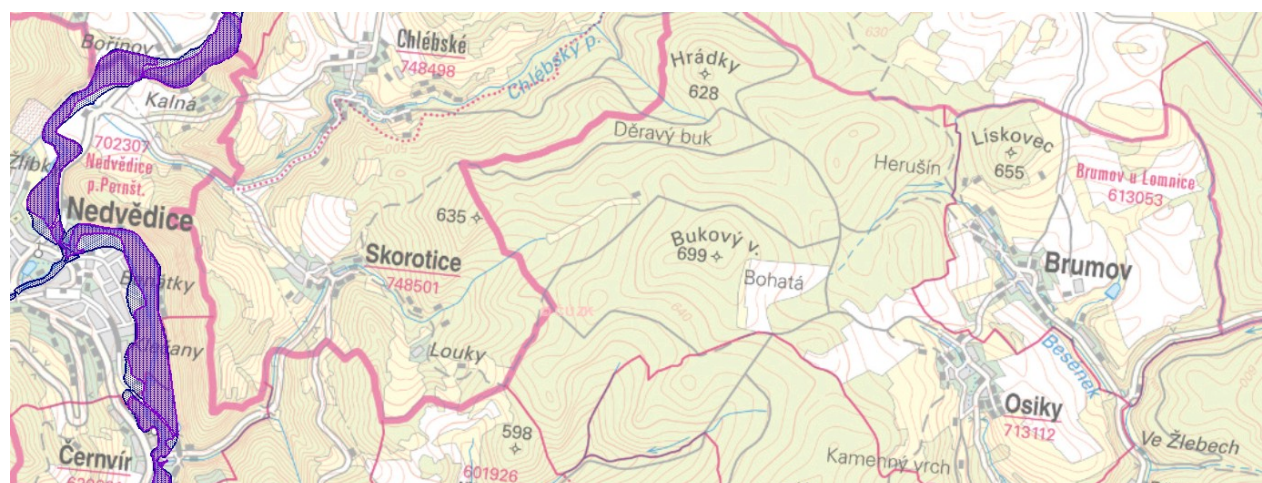 Bořinov
Chlébské
748498
Chlébský p.
Hrádky
628
630
Kalná
702307
Nedvědice
p.Pernšt.
Nedvědice
Děravý buk
Herušín
Lískovec
655
Brumov u Lomnice
613053
635
Skorotice
748501
Bukový v.
699
Bohatá
640
Brumov
Louky
Besének
Osiky
713112
Ve Žlebech
600
598
601926
Kamenný vrch
Černvír